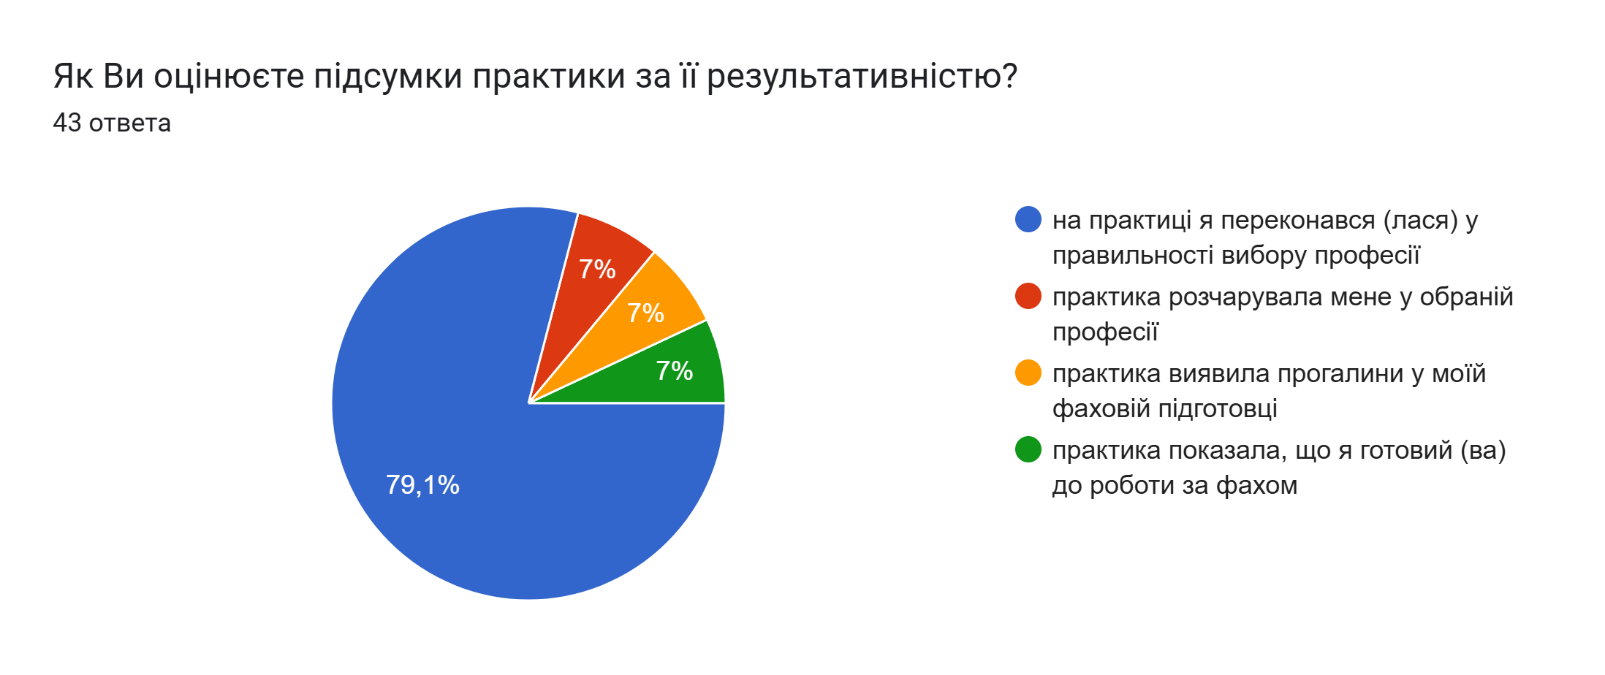 Як Ви оцінюєте підсумки практики за її результативністю?
43 ответа
7%
7%
7%
79,1%
на практиці я переконався (лася) у
правильності вибору професії
практика розчарувала мене у обраній
професії
практика виявила прогалини у моїй
фаховій підготовці
практика показала, що я готовий (ва)
до роботи за фахом